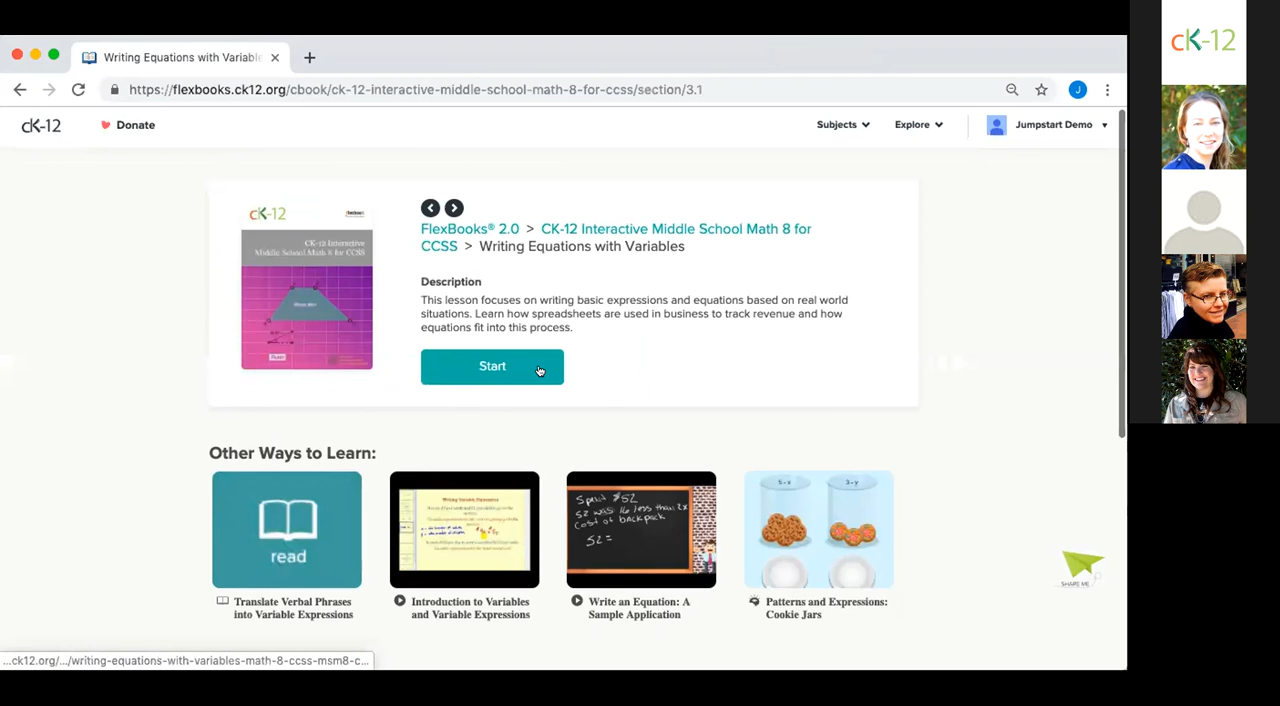 Writing Equations with Variabl
https://flexbooks.ck12.org/cbook/ck-12-interactive-middle-school-math-8-for-ccss/section/3.1
J
cK-12
Donate
Subjects
Explore
Jumpstart Demo
cK-12
CK-12 Interactive
Middle School Math 8 for
CCSS
FlexBooks® 2.0 > CK-12 Interactive Middle School Math 8 for
CCSS > Writing Equations with Variables
Description
This lesson focuses on writing basic expressions and equations based on real world
situations. Learn how spreadsheets are used in business to track revenue and how
equations fit into this process.
Start
Other Ways to Learn:
read
Writing Variable Expressions
Spent $52
52 was 16 less than 2x
Cost of backpack
52 =
5-x
3-y
Translate Verbal Phrases
into Variable Expressions
Introduction to Variables
and Variable Expressions
Write an Equation: A
Sample Application
Patterns and Expressions:
Cookie Jars
SHARE ME
...ck12.org/.../writing-equations-with-variables-math-8-ccss-msm8-c...
cK-12